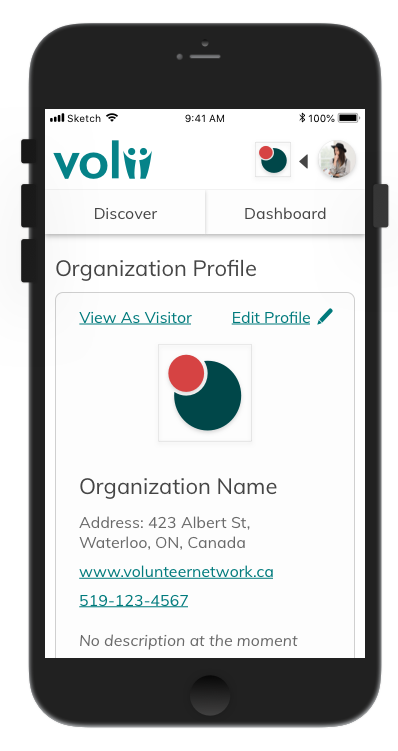 Sketch 9:41 AM 100%
volii
Discover Dashboard
Organization Profile
View As Visitor Edit Profile
Organization Name
Address: 423 Albert St,
Waterloo, ON, Canada
www.volunteernetwork.ca
519-123-4567
No description at the moment